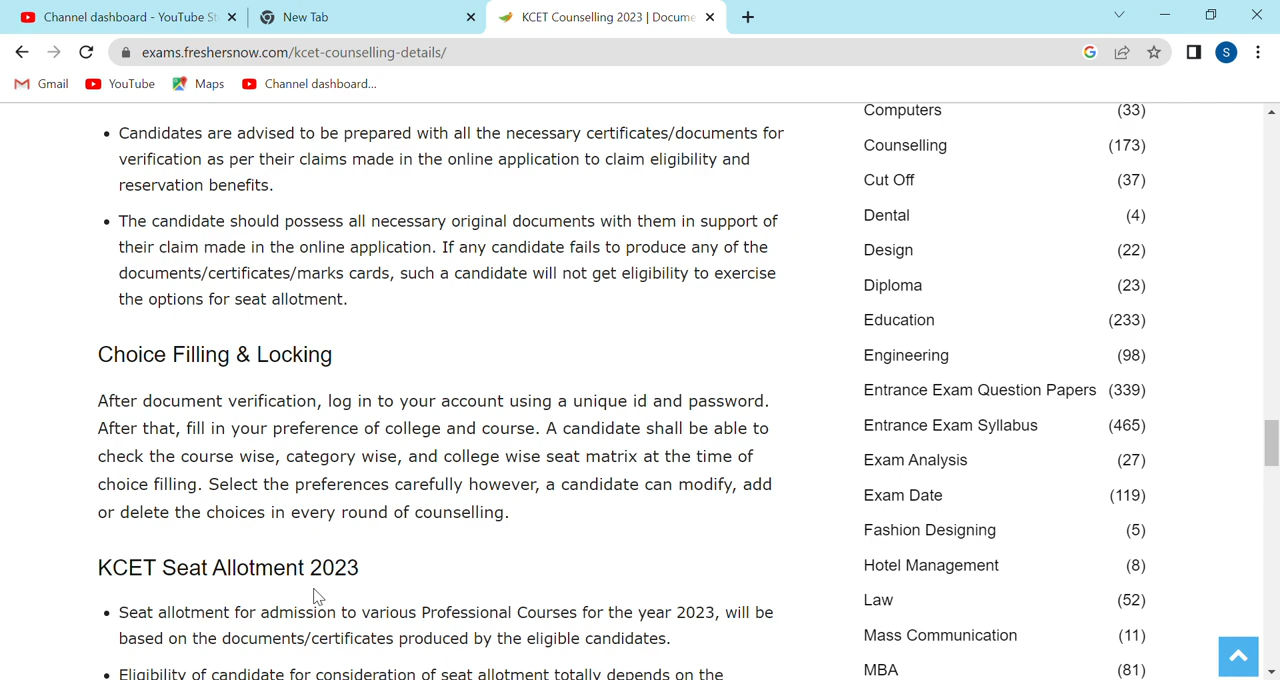 Channel dashboard - YouTube St
New Tab
KCET Counselling 2023 | Docume
exams.freshersnow.com/kcet-counselling-details/
S
Gmail
YouTube
Maps
Channel dashboard...
• Candidates are advised to be prepared with all the necessary certificates/documents for
verification as per their claims made in the online application to claim eligibility and
reservation benefits.
• The candidate should possess all necessary original documents with them in support of
their claim made in the online application. If any candidate fails to produce any of the
documents/certificates/marks cards, such a candidate will not get eligibility to exercise
the options for seat allotment.
Choice Filling & Locking
After document verification, log in to your account using a unique id and password.
After that, fill in your preference of college and course. A candidate shall be able to
check the course wise, category wise, and college wise seat matrix at the time of
choice filling. Select the preferences carefully however, a candidate can modify, add
or delete the choices in every round of counselling.
KCET Seat Allotment 2023
• Seat allotment for admission to various Professional Courses for the year 2023, will be
based on the documents/certificates produced by the eligible candidates.
• Eligibility of candidate for consideration of seat allotment totally depends on the
Computers (33)
Counselling (173)
Cut Off (37)
Dental (4)
Design (22)
Diploma (23)
Education (233)
Engineering (98)
Entrance Exam Question Papers (339)
Entrance Exam Syllabus (465)
Exam Analysis (27)
Exam Date (119)
Fashion Designing (5)
Hotel Management (8)
Law (52)
Mass Communication (11)
MBA (81)